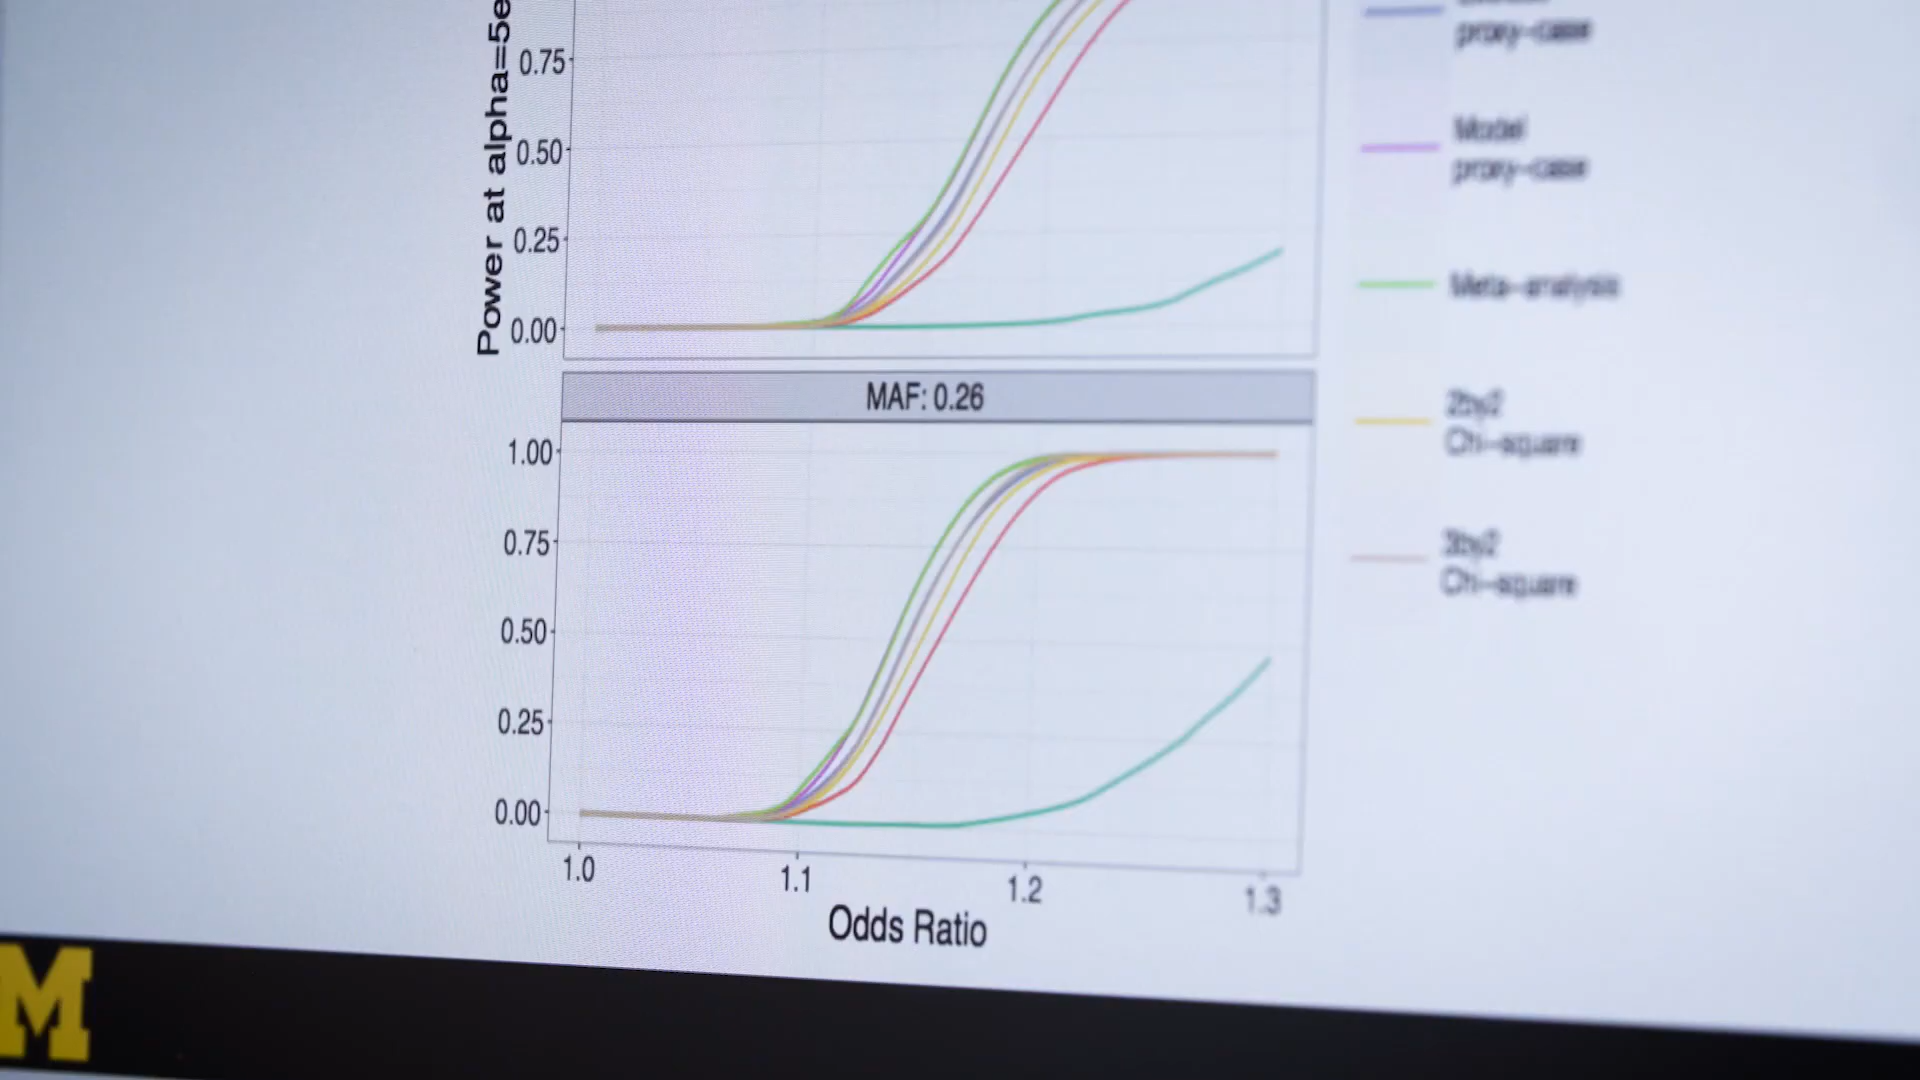 Power at alpha=5e
0.75
0.50
0.25
0.00
MAF: 0.26
1.00
0.75
0.50
0.25
0.00
1.0
1.1
1.2
1.3
Odds Ratio
proxy-case
Model
proxy-case
Meta-analysis
2by2
Chi-square
3by2
Chi-square
M